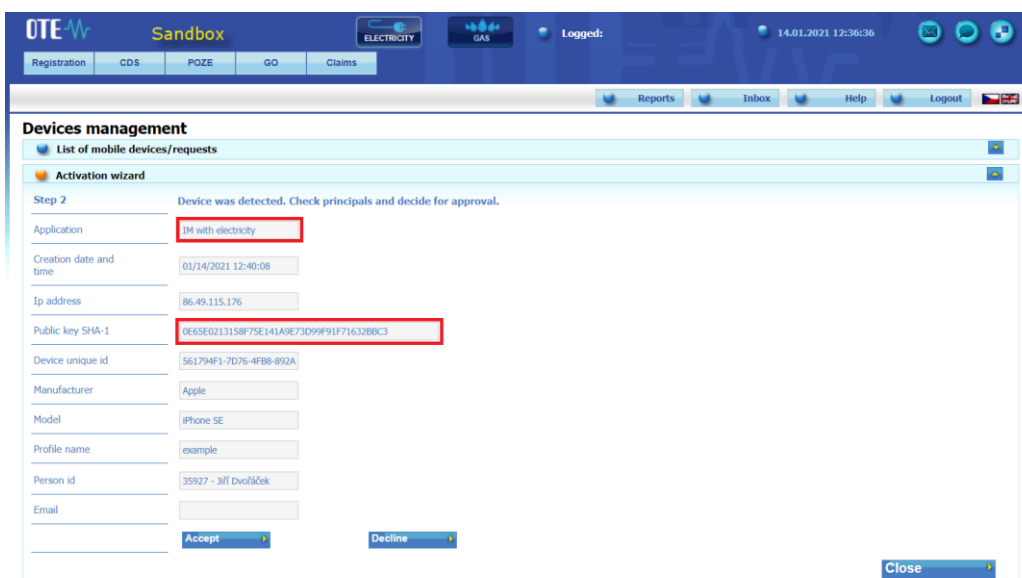 OTE Sandbox ELECTRICITY GAS Logged: 14.01.2021 12:36:36
Registration CDS POZE GO Claims
Reports Inbox Help Logout
Devices management
List of mobile devices/requests
Activation wizard
Step 2 Device was detected. Check principals and decide for approval.
Application IM with electricity
Creation date and
time 01/14/2021 12:40:08
Ip address 86.49.115.176
Public key SHA-1 0E65E0213158F75E141A9E73D99F91F71632BBC3
Device unique id 561794F1-7D76-4FB8-892A
Manufacturer Apple
Model iPhone SE
Profile name example
Person id 35927 - Jiří Dvořáček
Email
Accept Decline
Close